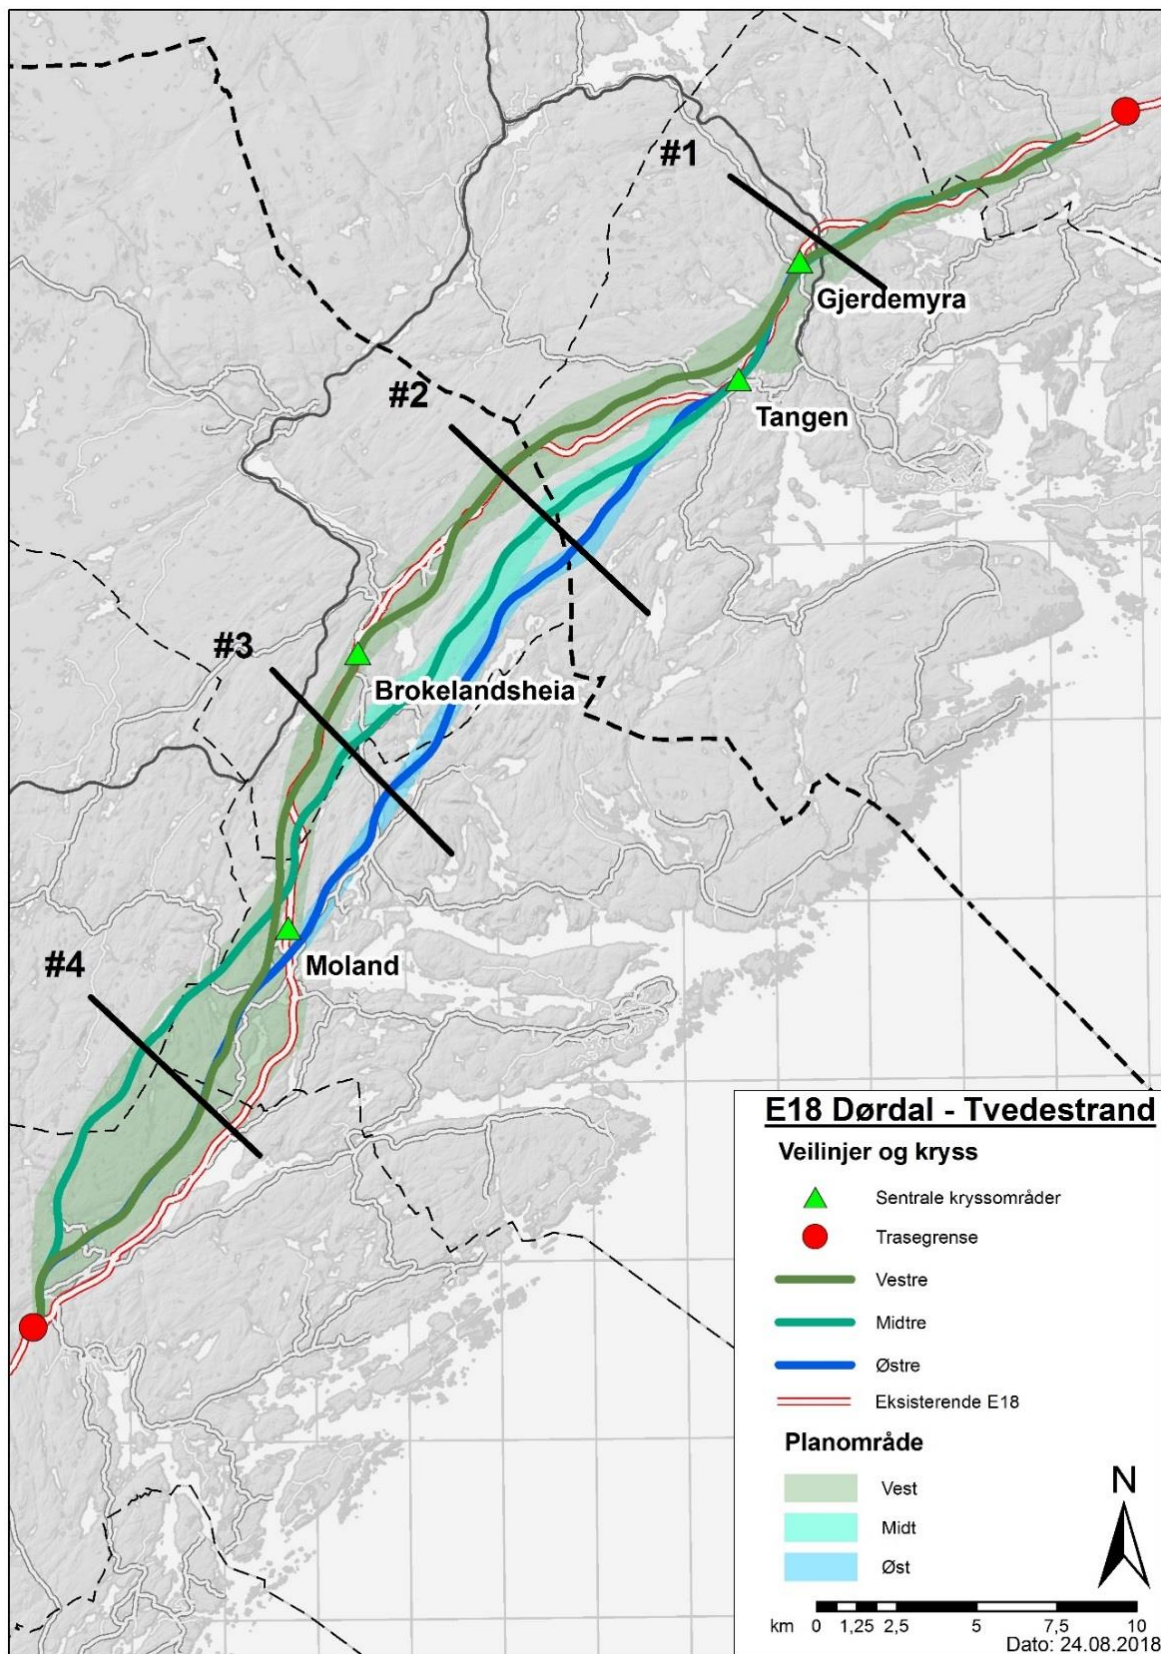 #1
Gjerdemyra
#2
Tangen
#3
Brokelandsheia
#4
Moland
E18 Dørdal - Tvedestrand
Veilinjer og kryss
Sentrale kryssområder
Trasegrense
Vestre
Midtre
Østre
Eksisterende E18
Planområde
Vest
Midt
Øst
N
km 0 1,25 2,5 5 7,5 10
Dato: 24.08.2018